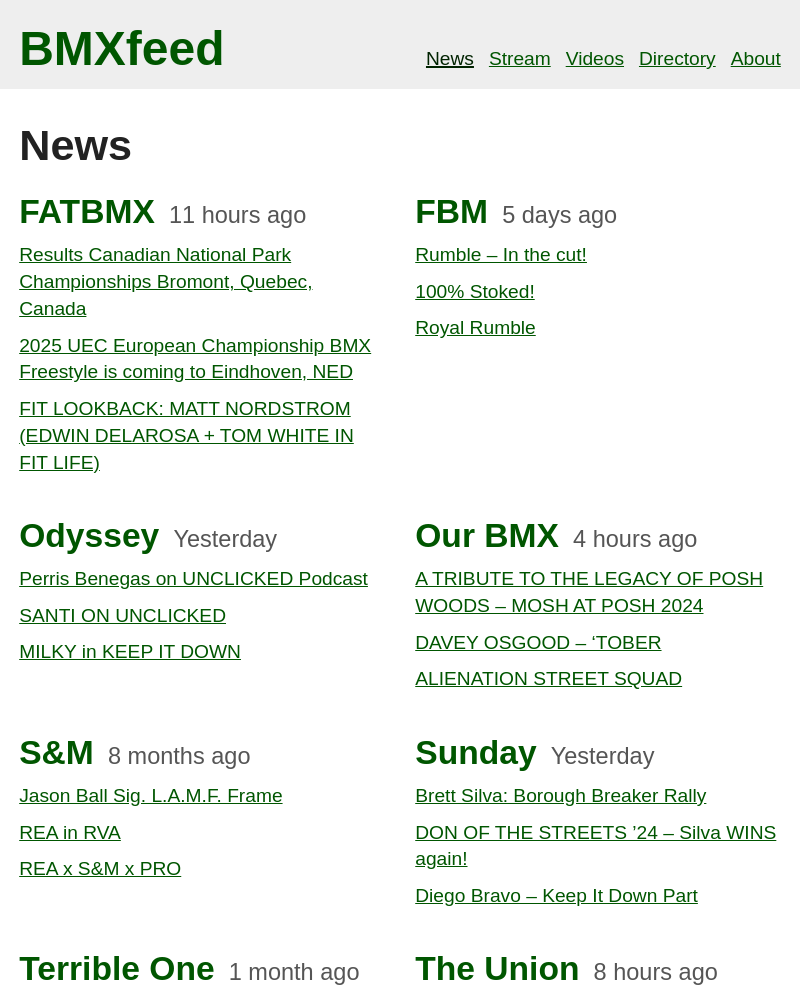 BMXfeed
News Stream Videos Directory About
News
FATBMX 11 hours ago
Results Canadian National Park
Championships Bromont, Quebec,
Canada
2025 UEC European Championship BMX
Freestyle is coming to Eindhoven, NED
FIT LOOKBACK: MATT NORDSTROM
(EDWIN DELAROSA + TOM WHITE IN
FIT LIFE)
FBM 5 days ago
Rumble – In the cut!
100% Stoked!
Royal Rumble
Odyssey Yesterday
Perris Benegas on UNCLICKED Podcast
SANTI ON UNCLICKED
MILKY in KEEP IT DOWN
Our BMX 4 hours ago
A TRIBUTE TO THE LEGACY OF POSH
WOODS – MOSH AT POSH 2024
DAVEY OSGOOD – ‘TOBER
ALIENATION STREET SQUAD
S&M 8 months ago
Jason Ball Sig. L.A.M.F. Frame
REA in RVA
REA x S&M x PRO
Sunday Yesterday
Brett Silva: Borough Breaker Rally
DON OF THE STREETS ’24 – Silva WINS
again!
Diego Bravo – Keep It Down Part
Terrible One 1 month ago
The Union 8 hours ago